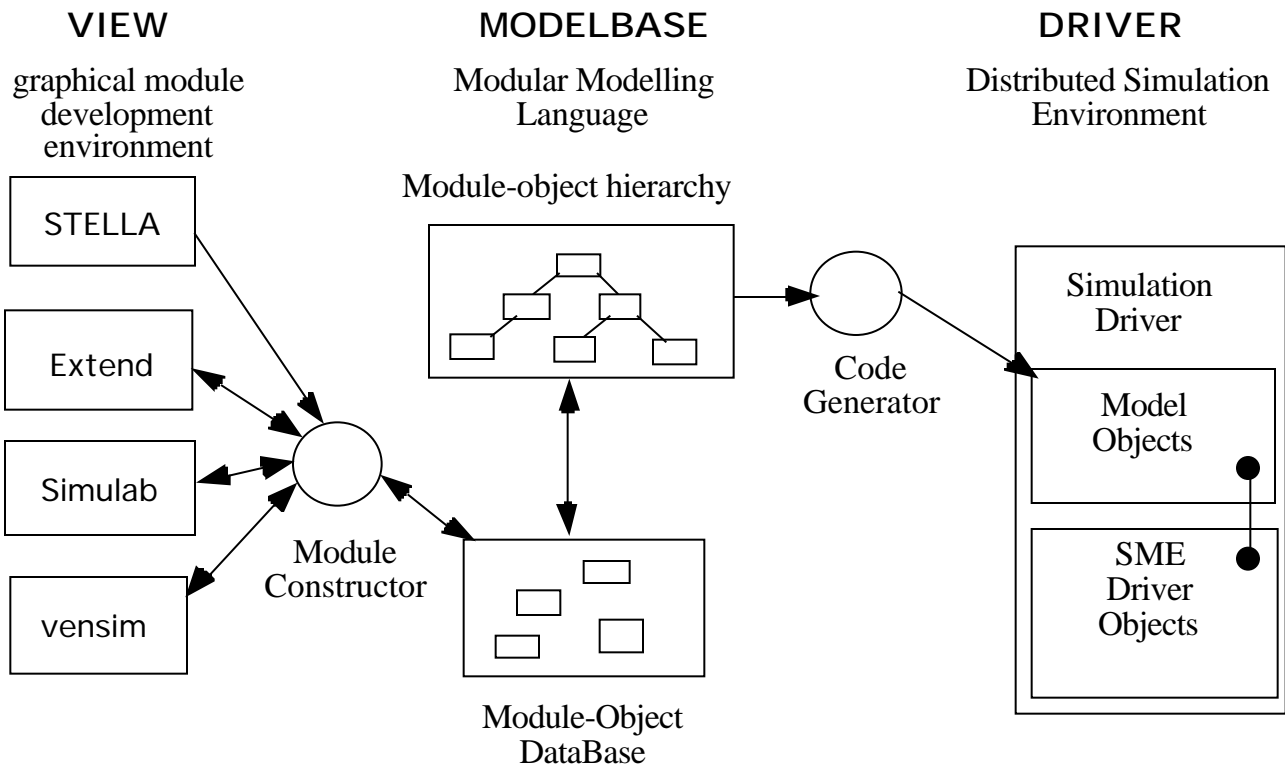 VIEW
graphical module
development
environment
STELLA
Extend
Simulab
vensim
Module
Constructor
MODELBASE
Modular Modelling
Language
Module-object hierarchy
Module-Object
DataBase
Code
Generator
DRIVER
Distributed Simulation
Environment
Simulation
Driver
Model
Objects
SME
Driver
Objects